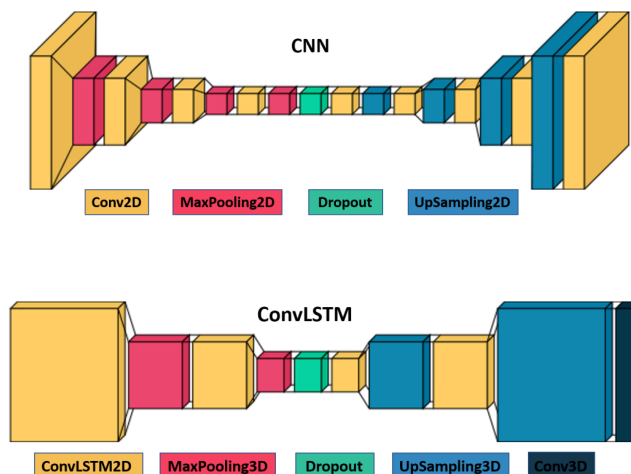 CNN
Conv2D MaxPooling2D Dropout UpSampling2D
ConvLSTM
ConvLSTM2D MaxPooling3D Dropout UpSampling3D Conv3D